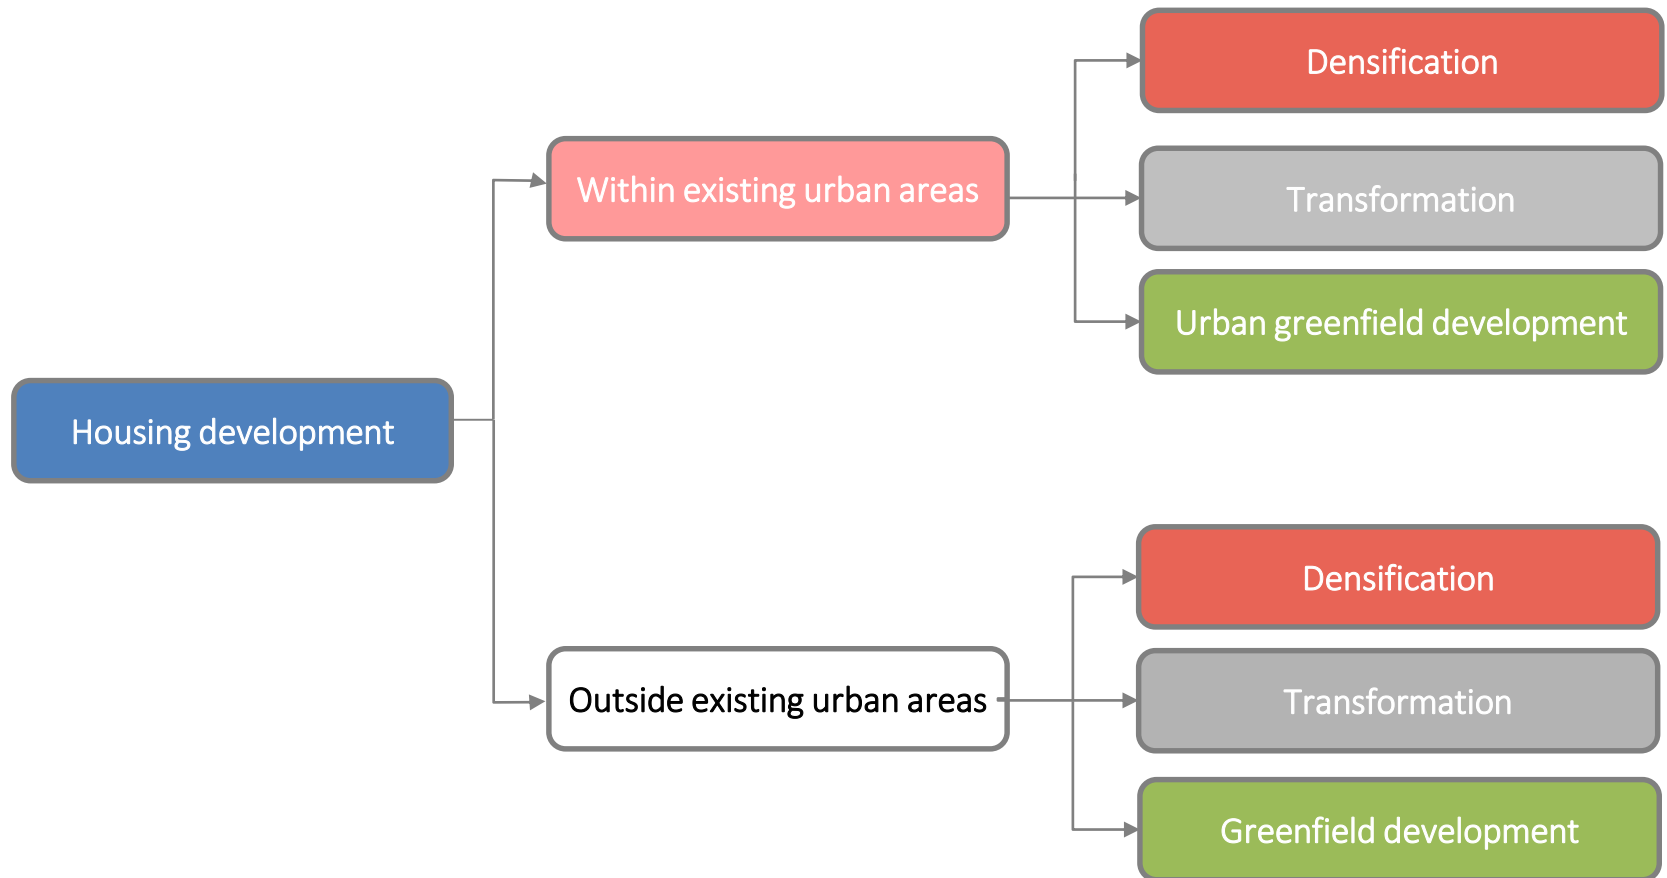 Housing development
Within existing urban areas
Densification
Transformation
Urban greenfield development
Outside existing urban areas
Densification
Transformation
Greenfield development